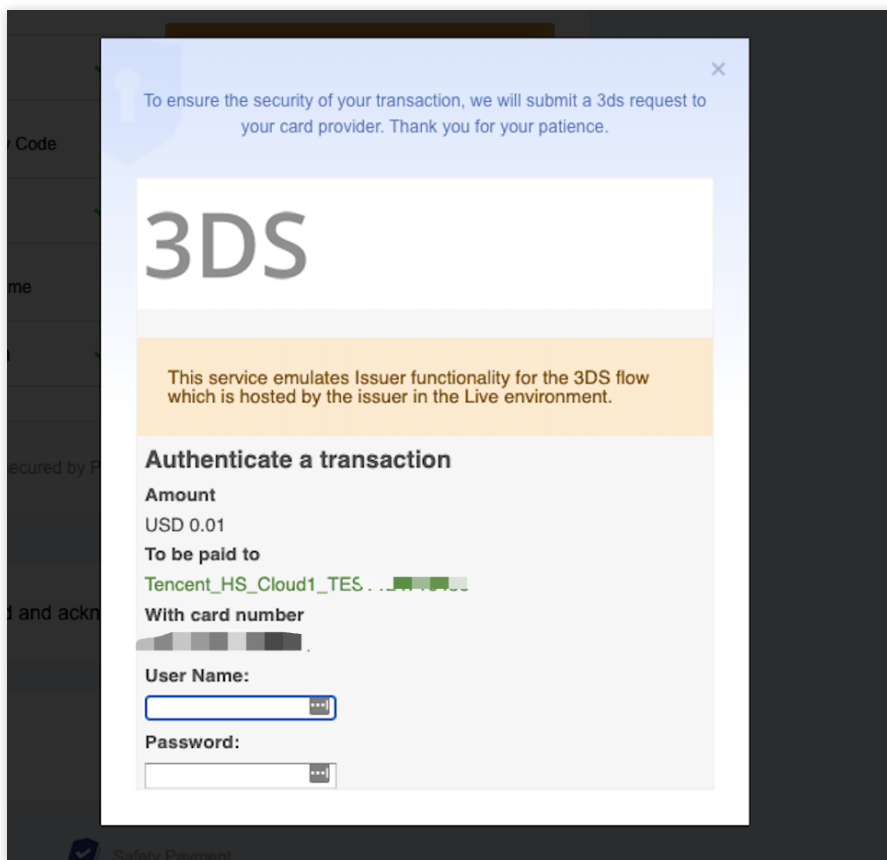 To ensure the security of your transaction, we will submit a 3ds request to
your card provider. Thank you for your patience.
Code
3DS
me
This service emulates Issuer functionality for the 3DS flow
which is hosted by the issuer in the Live environment.
Authenticate a transaction
ecured by P
Amount
USD 0.01
To be paid to
Tencent_HS_Cloud1_TES
and ackn
With card number
User Name:
Password:
Safety Payment